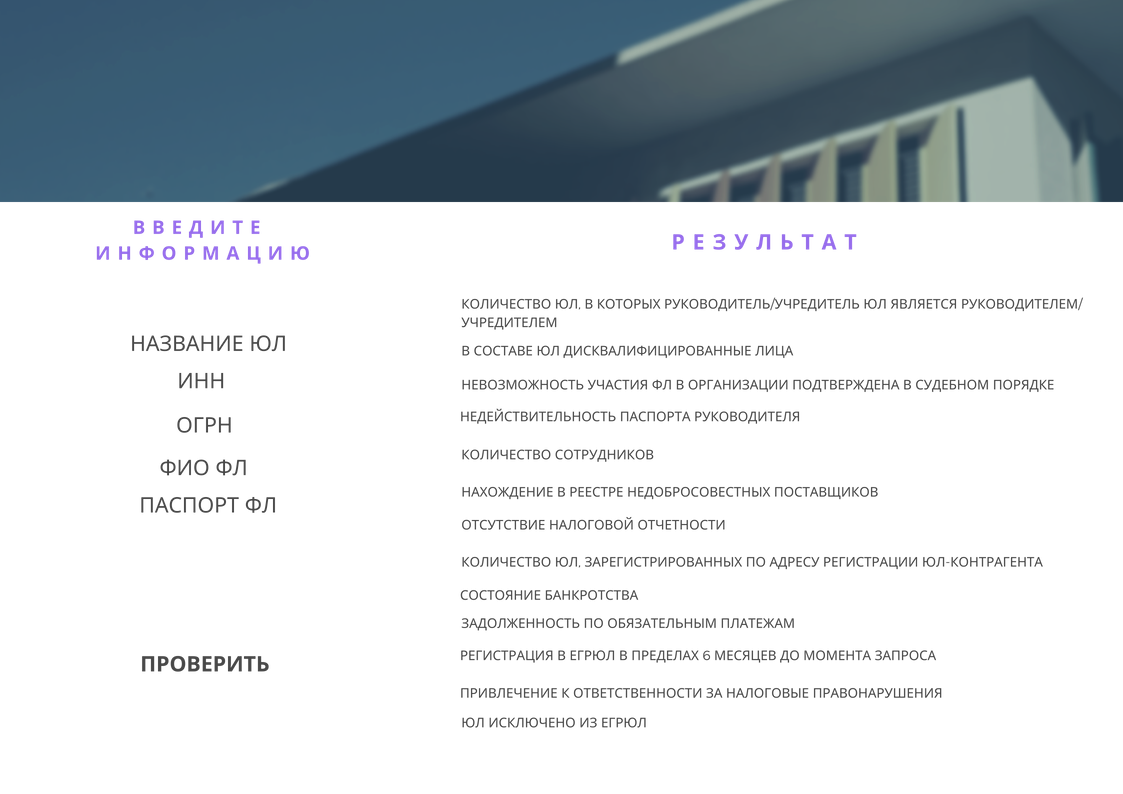 ВВЕДИТЕ
ИНФОРМАЦИЮ
НАЗВАНИЕ ЮЛ
ИНН
ОГРН
ФИО ФЛ
ПАСПОРТ ФЛ
ПРОВЕРИТЬ
РЕЗУЛЬТАТ
КОЛИЧЕСТВО ЮЛ, В КОТОРЫХ РУКОВОДИТЕЛЬ/УЧРЕДИТЕЛЬ ЮЛ ЯВЛЯЕТСЯ РУКОВОДИТЕЛЕМ/
УЧРЕДИТЕЛЕМ
В СОСТАВЕ ЮЛ ДИСКВАЛИФИЦИРОВАННЫЕ ЛИЦА
НЕВОЗМОЖНОСТЬ УЧАСТИЯ ФЛ В ОРГАНИЗАЦИИ ПОДТВЕРЖДЕНА В СУДЕБНОМ ПОРЯДКЕ
НЕДЕЙСТВИТЕЛЬНОСТЬ ПАСПОРТА РУКОВОДИТЕЛЯ
КОЛИЧЕСТВО СОТРУДНИКОВ
НАХОЖДЕНИЕ В РЕЕСТРЕ НЕДОБРОСОВЕСТНЫХ ПОСТАВЩИКОВ
ОТСУТСТВИЕ НАЛОГОВОЙ ОТЧЕТНОСТИ
КОЛИЧЕСТВО ЮЛ, ЗАРЕГИСТРИРОВАННЫХ ПО АДРЕСУ РЕГИСТРАЦИИ ЮЛ-КОНТРАГЕНТА
СОСТОЯНИЕ БАНКРОТСТВА
ЗАДОЛЖЕННОСТЬ ПО ОБЯЗАТЕЛЬНЫМ ПЛАТЕЖАМ
РЕГИСТРАЦИЯ В ЕГРЮЛ В ПРЕДЕЛАХ 6 МЕСЯЦЕВ ДО МОМЕНТА ЗАПРОСА
ПРИВЛЕЧЕНИЕ К ОТВЕТСТВЕННОСТИ ЗА НАЛОГОВЫЕ ПРАВОНАРУШЕНИЯ
ЮЛ ИСКЛЮЧЕНО ИЗ ЕГРЮЛ